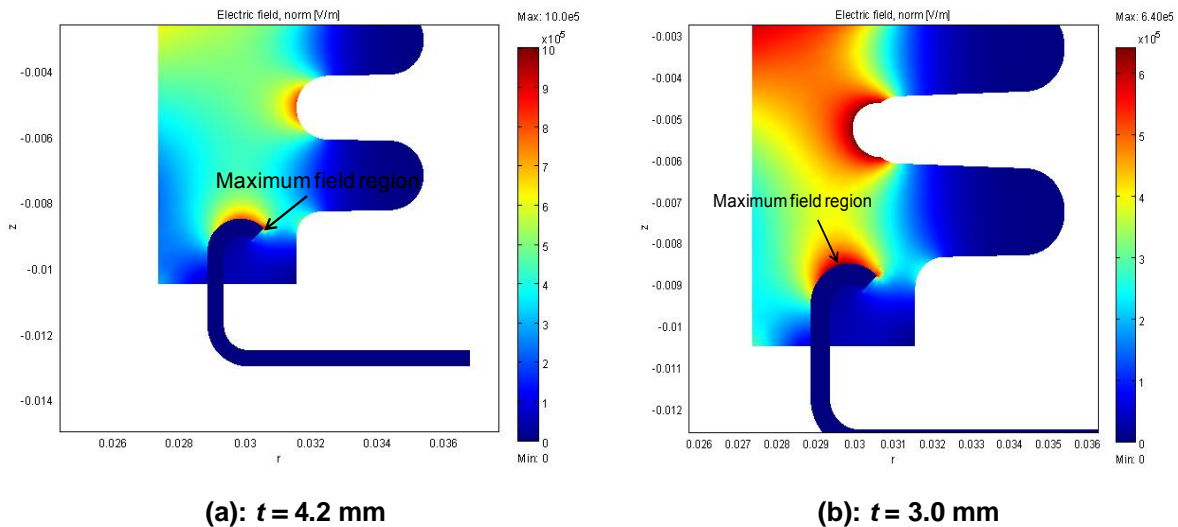 Electric field, norm [V/m]
Max: 10.0e5
×10^5
10
9
8
7
6
5
4
3
2
1
0
Min: 0
-0.004
-0.006
-0.008
-0.01
-0.012
-0.014
z
0.026 0.028 0.03 0.032 0.034 0.036
r
Maximum field region
(a): t = 4.2 mm
Electric field, norm [V/m]
Max: 6.40e5
×10^5
6
5
4
3
2
1
0
Min: 0
-0.003
-0.004
-0.005
-0.006
-0.007
-0.008
-0.009
-0.01
-0.011
-0.012
z
0.026 0.027 0.028 0.029 0.03 0.031 0.032 0.033 0.034 0.035 0.036
r
Maximum field region
(b): t = 3.0 mm